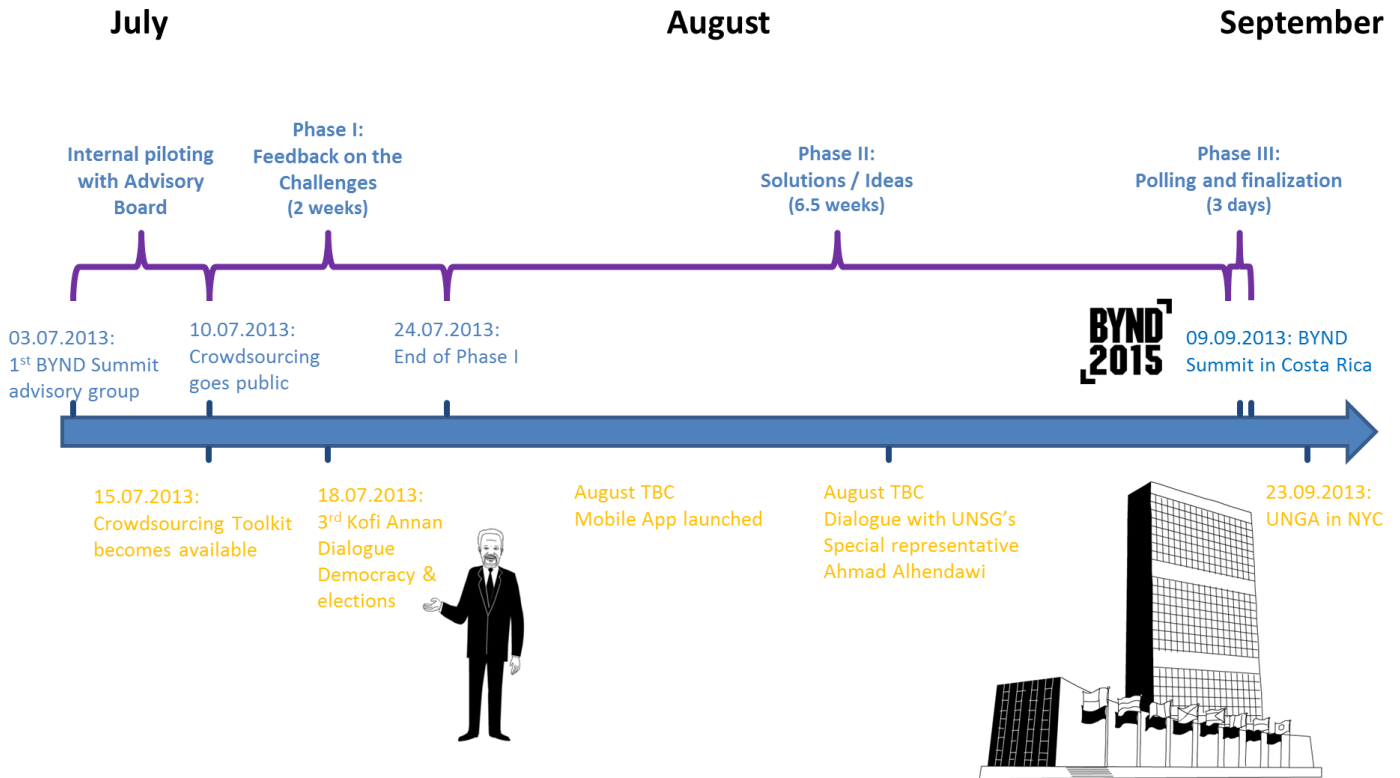 July
August
September
Internal piloting
with Advisory
Board
Phase I:
Feedback on the
Challenges
(2 weeks)
Phase II:
Solutions / Ideas
(6.5 weeks)
Phase III:
Polling and finalization
(3 days)
03.07.2013:
1st BYND Summit
advisory group
10.07.2013:
Crowdsourcing
goes public
24.07.2013:
End of Phase I
BYND
2015
09.09.2013: BYND
Summit in Costa Rica
15.07.2013:
Crowdsourcing Toolkit
becomes available
18.07.2013:
3rd Kofi Annan
Dialogue
Democracy &
elections
August TBC
Mobile App launched
August TBC
Dialogue with UNSG's
Special representative
Ahmad Alhendawi
23.09.2013:
UNGA in NYC